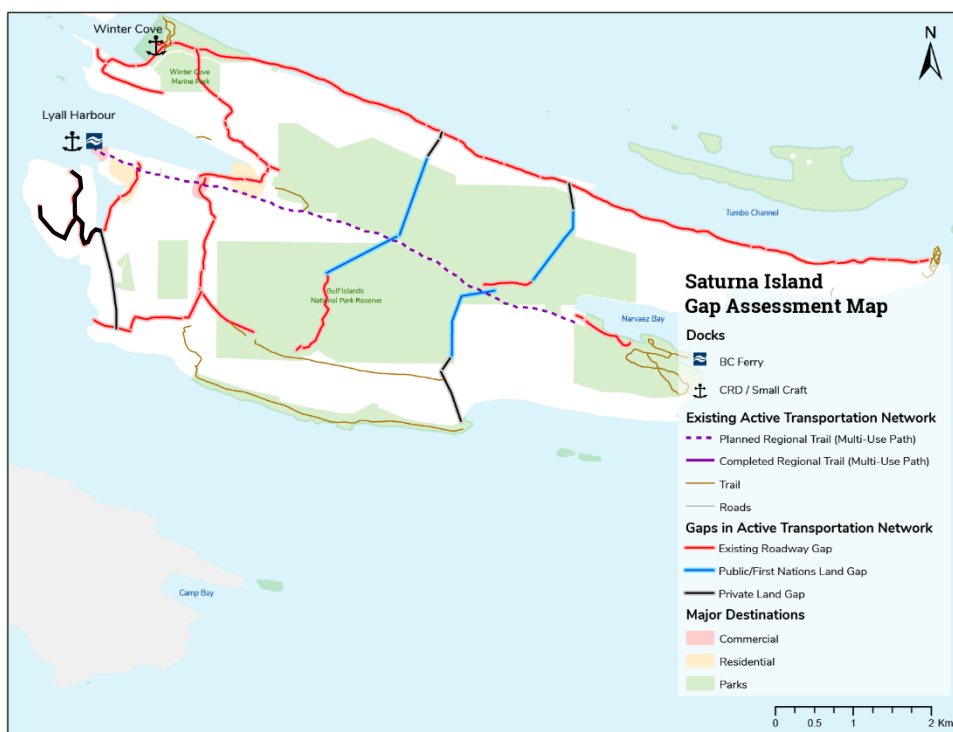 Winter Cove
N
Winter Cove
Marine Park
Lyall Harbour
Tumbo Channel
Gulf Islands
National Park Reserve
Narvaez Bay
Camp Bay
Saturna Island
Gap Assessment Map
Docks
BC Ferry
CRD / Small Craft
Existing Active Transportation Network
Planned Regional Trail (Multi-Use Path)
Completed Regional Trail (Multi-Use Path)
Trail
Roads
Gaps in Active Transportation Network
Existing Roadway Gap
Public/First Nations Land Gap
Private Land Gap
Major Destinations
Commercial
Residential
Parks
0 0.5 1 2 Km